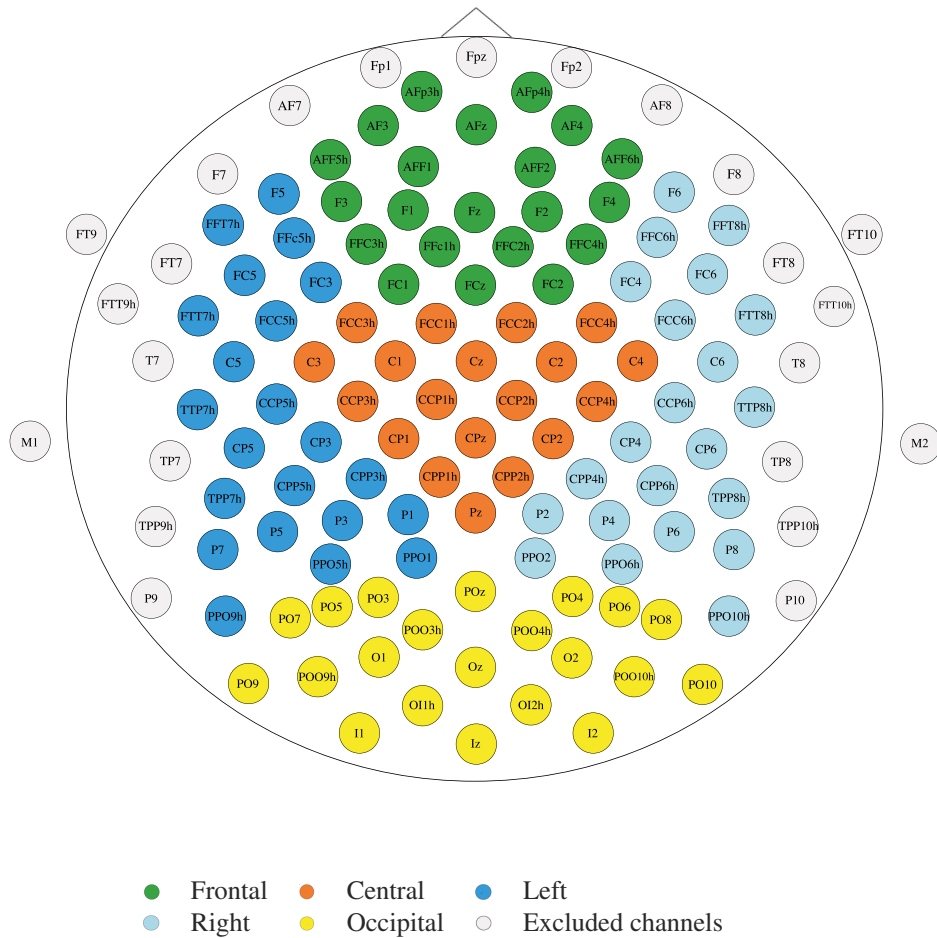 Fpz
Fp1 Fp2
AFp3h AFp4h
AF7 AF8
AF3 AFz AF4
AFF5h AFF1 AFF2 AFF6h
F7 F8
F5 F3 F1 Fz F2 F4 F6
FFT7h FFT8h
FT9 FFc5h FFC3h FFc1h FFC2h FFC4h FFC6h FT10
FT7 FC5 FC3 FC1 FCz FC2 FC4 FC6 FT8
FTT9h FTT10h
FTT7h FCC5h FCC3h FCC1h FCC2h FCC4h FCC6h FTT8h
T7 C5 C3 C1 Cz C2 C4 C6 T8
TTP7h CCP5h CCP3h CCP1h CCP2h CCP4h CCP6h TTP8h
M1 CP5 CP3 CP1 CPz CP2 CP4 CP6 M2
TP7 TP8
TPP7h CPP5h CPP3h CPP1h CPP2h CPP4h CPP6h TPP8h
TPP9h P5 P3 P1 Pz P2 P4 P6 TPP10h
P7 PPO5h PPO1 PPO2 PPO6h P8
P9 PO7 PO5 PO3 POz PO4 PO6 PO8 P10
PPO9h PPO10h
POO3h POO4h
O1 Oz O2
PO9 POO9h POO10h PO10
OI1h OI2h
I1 Iz I2
Frontal Central Left
Right Occipital Excluded channels